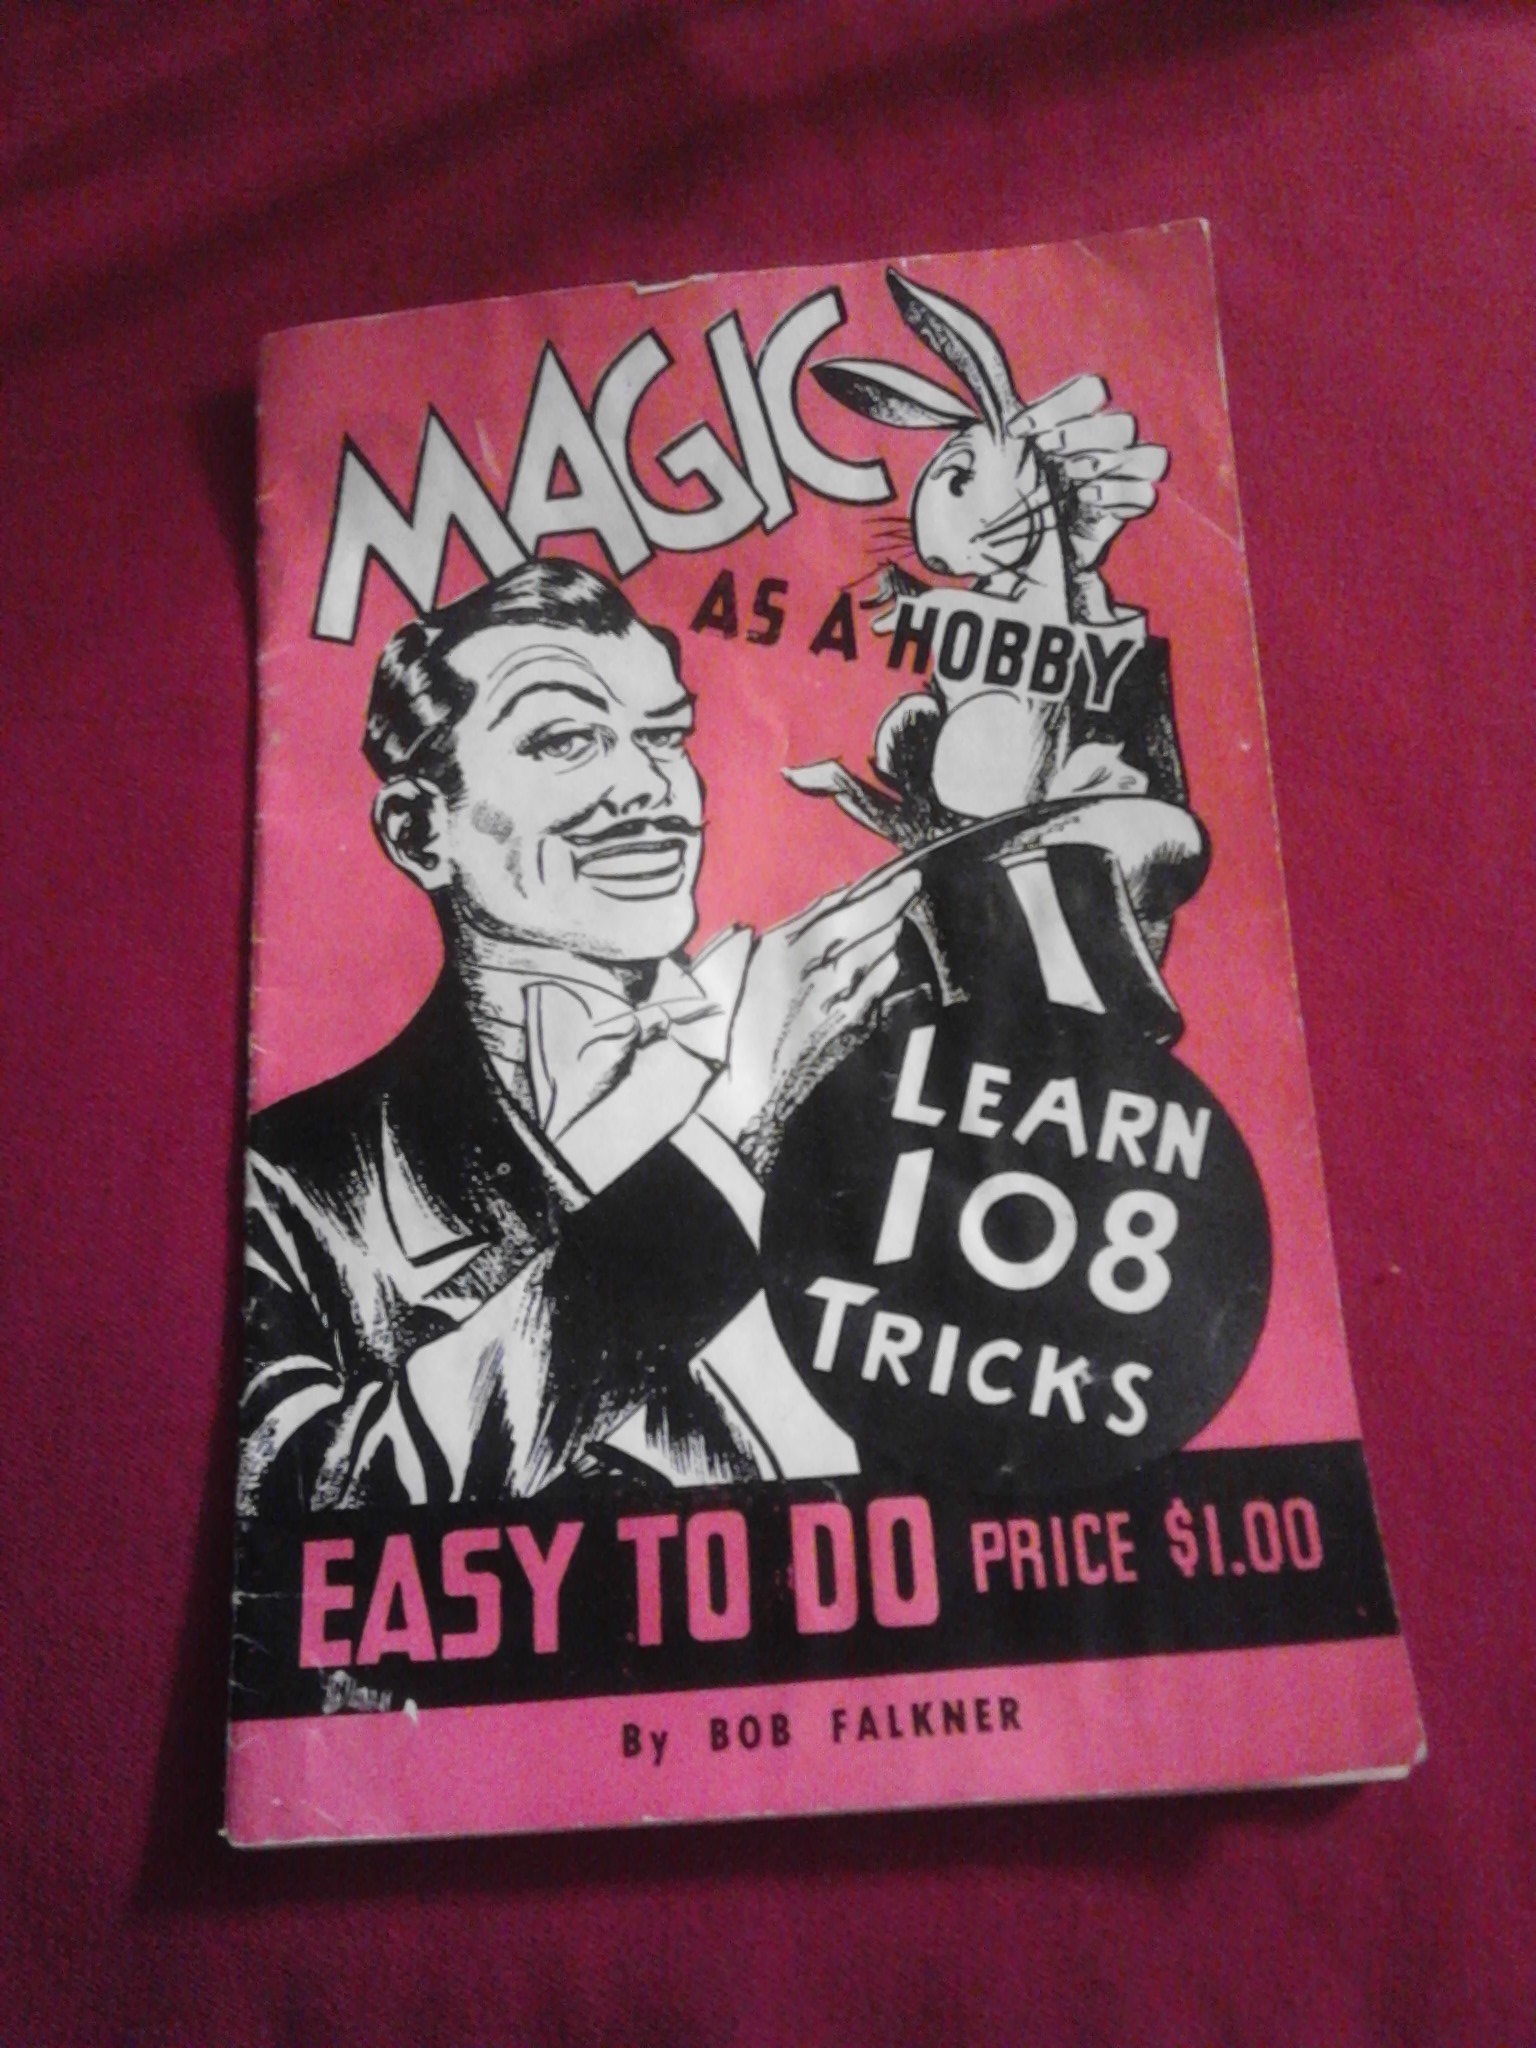 MAGIC
AS A HOBBY
LEARN
108
TRICKS
EASY TO DO PRICE $1.00
By BOB FALKNER